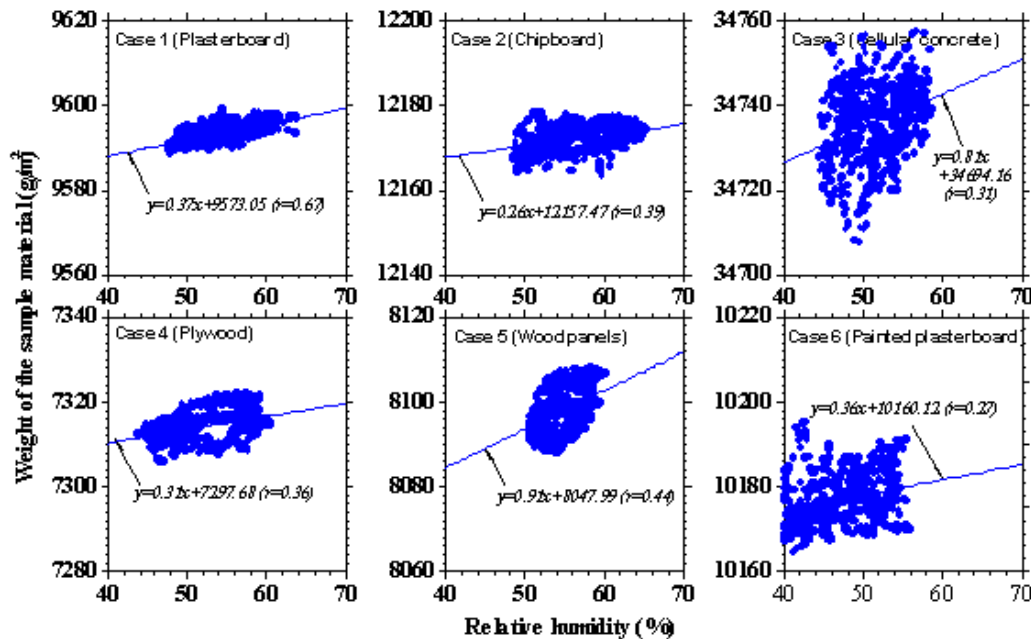 Weight of the sample material (g/m²)
9620
9600
9580
9560
Case 1 (Plasterboard)
y=0.37x+9573.05 (r=0.67)
40 50 60 70
12200
12180
12160
12140
Case 2 (Chipboard)
y=0.26x+12157.47 (r=0.39)
40 50 60 70
34760
34740
34720
34700
Case 3 (Cellular concrete)
y=0.81x
+34694.16
(r=0.31)
40 50 60 70
7340
7320
7300
7280
Case 4 (Plywood)
y=0.31x+7297.68 (r=0.36)
40 50 60 70
8120
8100
8080
8060
Case 5 (Wood panels)
y=0.91x+8047.99 (r=0.44)
40 50 60 70
10220
10200
10180
10160
Case 6 (Painted plasterboard)
y=0.36x+10160.12 (r=0.27)
40 50 60 70
Relative humidity (%)